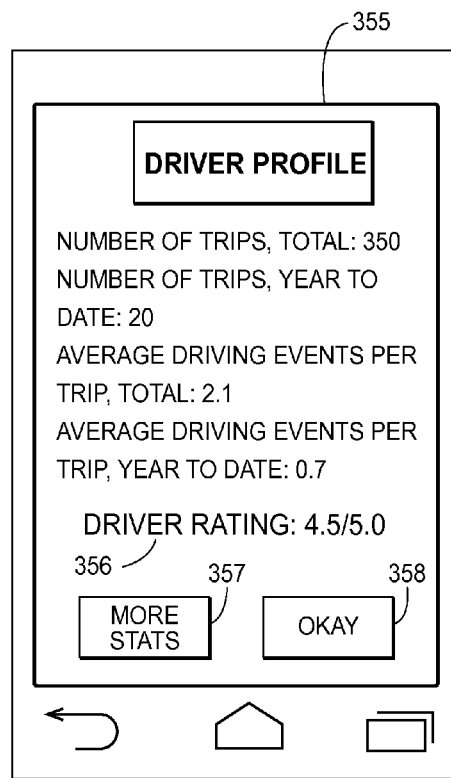 355
DRIVER PROFILE
NUMBER OF TRIPS, TOTAL: 350
NUMBER OF TRIPS, YEAR TO
DATE: 20
AVERAGE DRIVING EVENTS PER
TRIP, TOTAL: 2.1
AVERAGE DRIVING EVENTS PER
TRIP, YEAR TO DATE: 0.7
DRIVER RATING: 4.5/5.0
356
357
358
MORE
STATS
OKAY